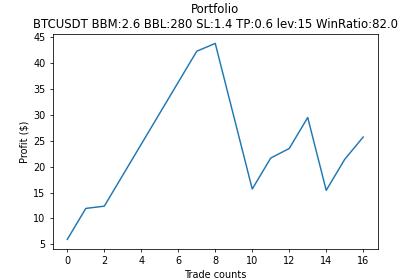 Portfolio
BTCUSDT BBM:2.6 BBL:280 SL:1.4 TP:0.6 lev:15 WinRatio:82.0
45
40
35
30
25
20
15
10
5
Profit ($)
0 2 4 6 8 10 12 14 16
Trade counts